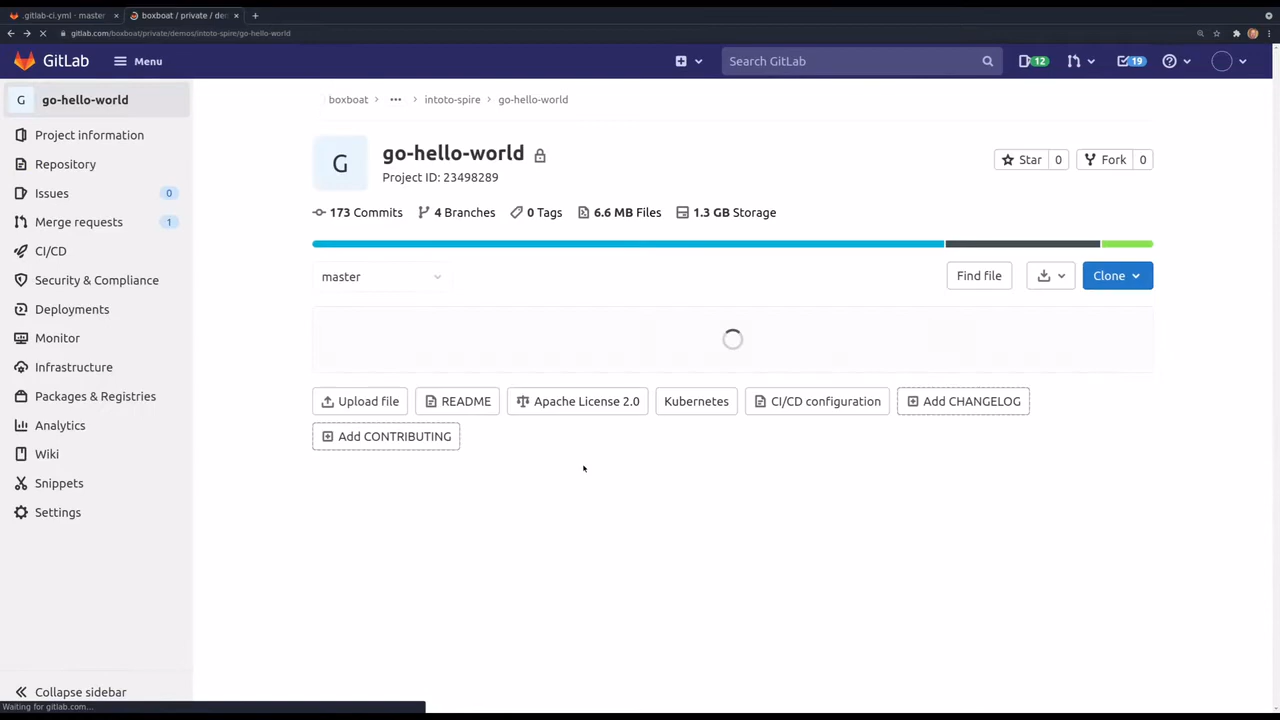 .gitlab-ci.yml · master
boxboat / private / de
gitlab.com/boxboat/private/demos/intoto-spire/go-hello-world
GitLab
Menu
Search GitLab
12
19
G go-hello-world
Project information
Repository
Issues 0
Merge requests 1
CI/CD
Security & Compliance
Deployments
Monitor
Infrastructure
Packages & Registries
Analytics
Wiki
Snippets
Settings
Collapse sidebar
boxboat > ... > intoto-spire > go-hello-world
G
go-hello-world
Project ID: 23498289
Star 0
Fork 0
173 Commits 4 Branches 0 Tags 6.6 MB Files 1.3 GB Storage
master
Find file
Clone
Upload file README Apache License 2.0 Kubernetes CI/CD configuration Add CHANGELOG
Add CONTRIBUTING
Waiting for gitlab.com...